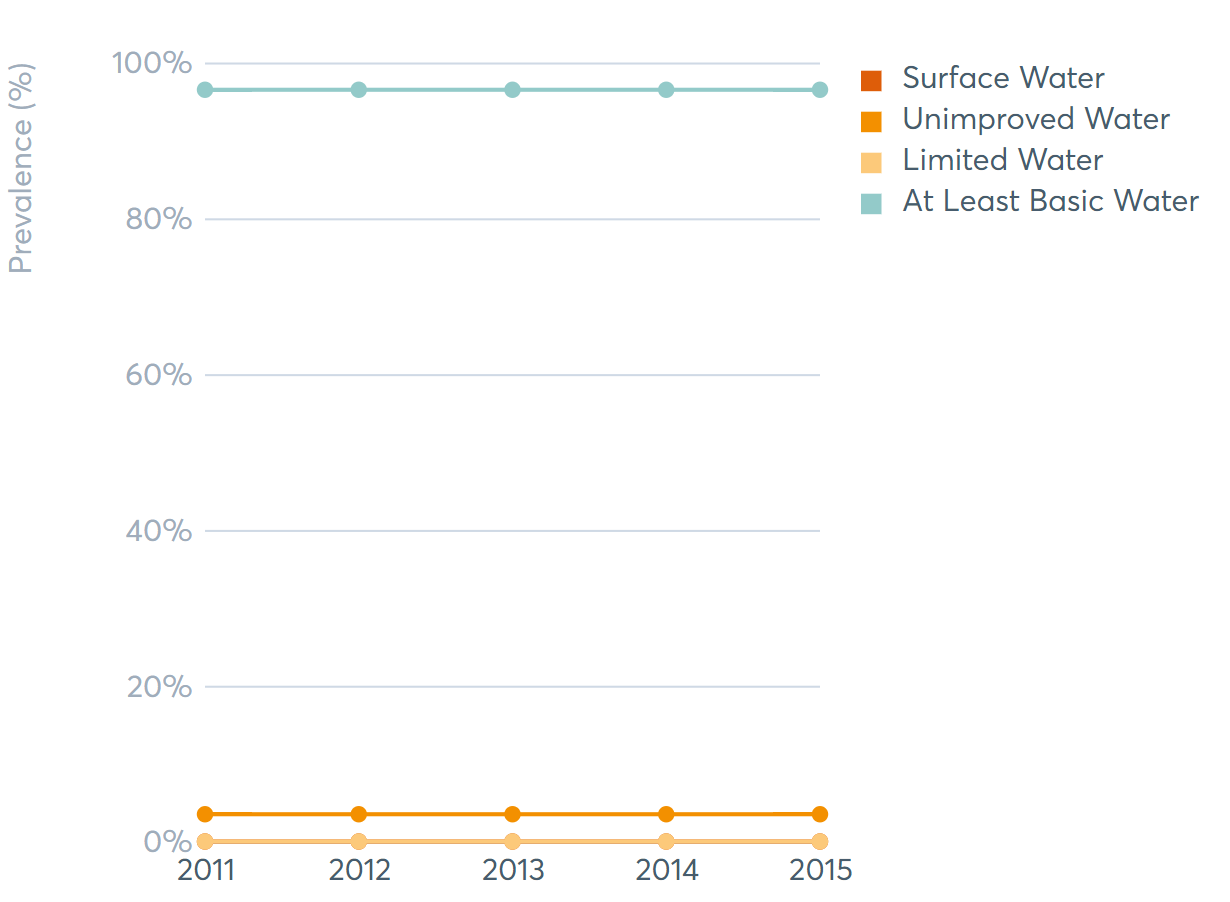 Prevalence (%)
100%
80%
60%
40%
20%
0%
2011 2012 2013 2014 2015
Surface Water
Unimproved Water
Limited Water
At Least Basic Water